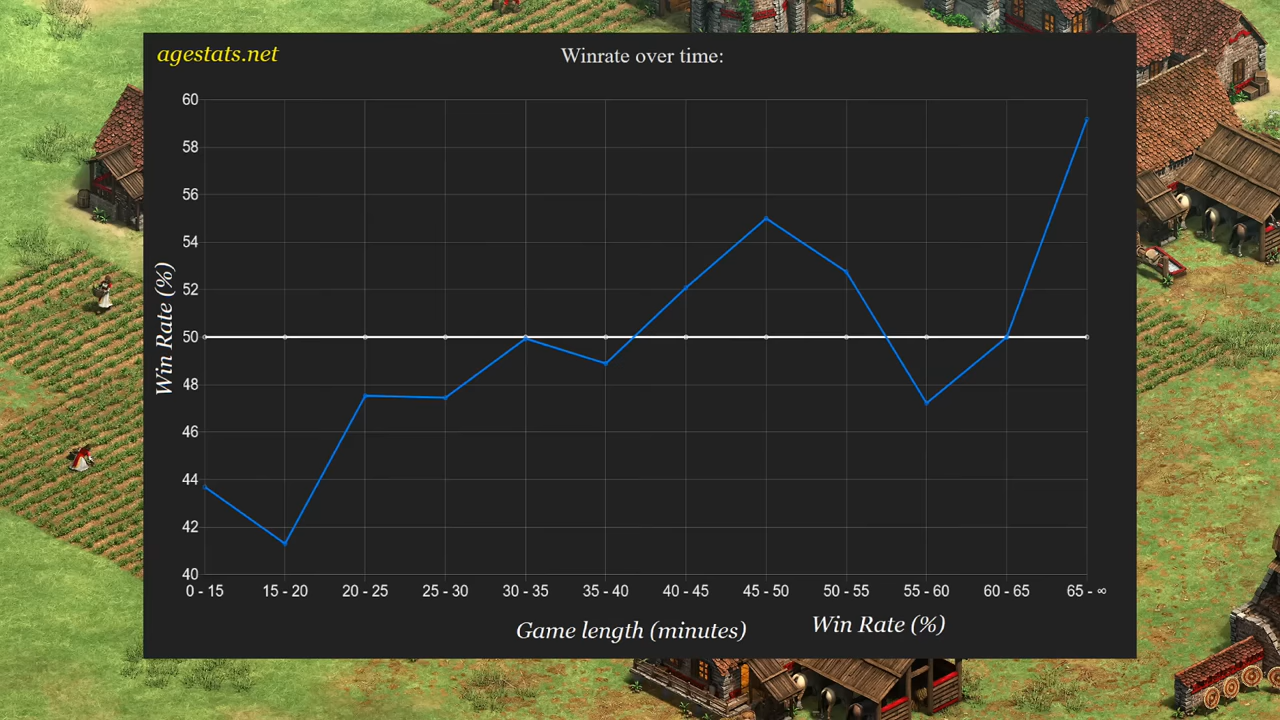 agestats.net
Winrate over time:
60
58
56
54
52
50
48
46
44
42
40
Win Rate (%)
0 - 15 15 - 20 20 - 25 25 - 30 30 - 35 35 - 40 40 - 45 45 - 50 50 - 55 55 - 60 60 - 65 65 - ∞
Game length (minutes)
Win Rate (%)